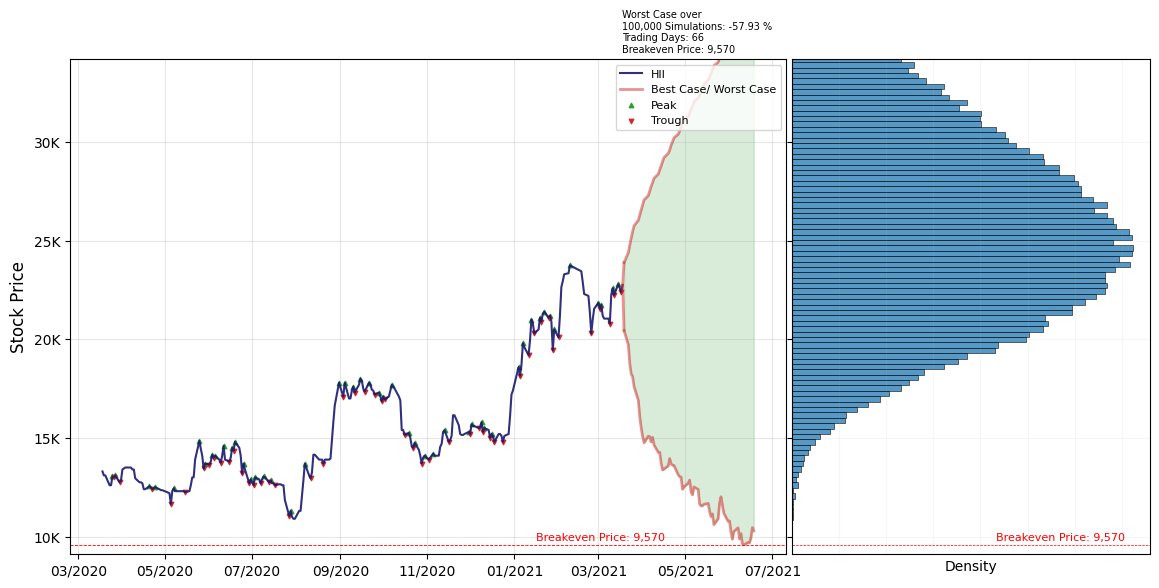 Worst Case over
100,000 Simulations: -57.93 %
Trading Days: 66
Breakeven Price: 9,570
HII
Best Case/ Worst Case
Peak
Trough
30K
25K
20K
15K
10K
Stock Price
Breakeven Price: 9,570
Breakeven Price: 9,570
03/2020
05/2020
07/2020
09/2020
11/2020
01/2021
03/2021
05/2021
07/2021
Density